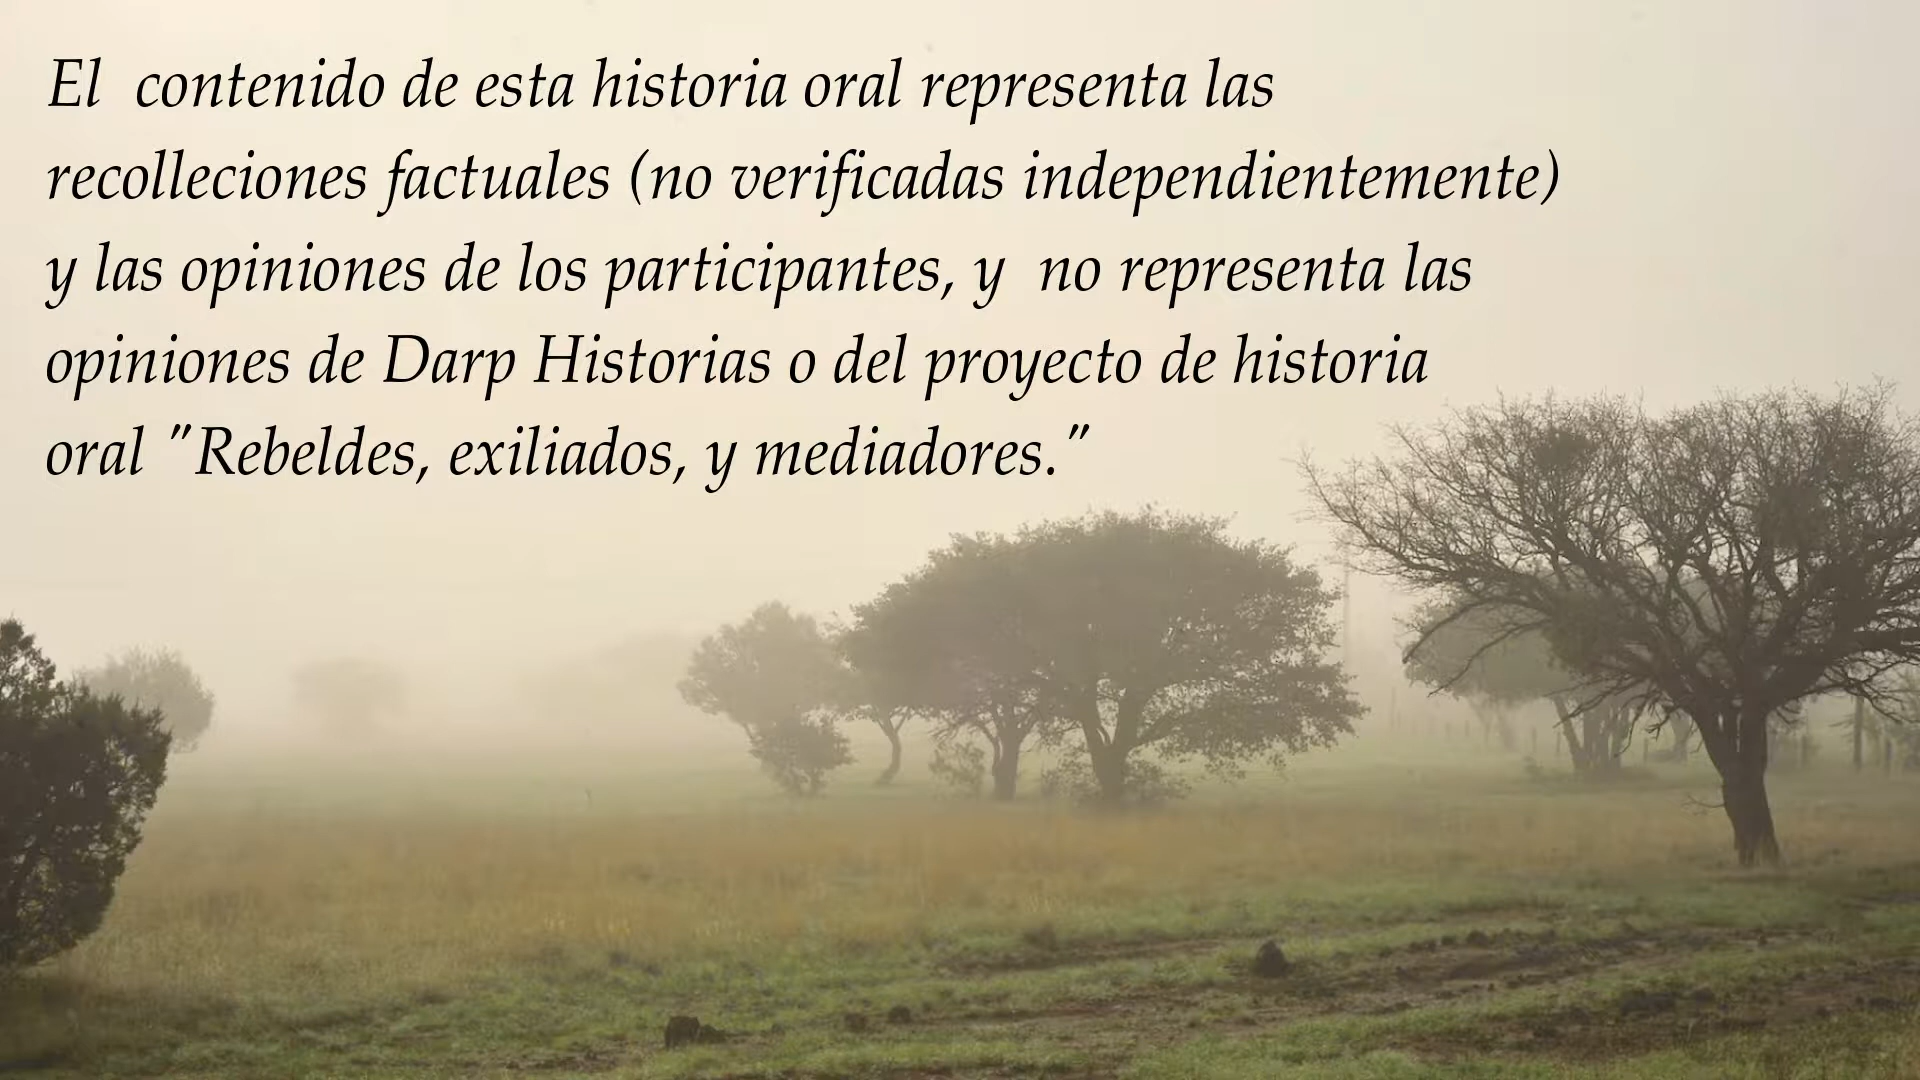 El  contenido de esta historia oral representa las
recolleciones factuales (no verificadas independientemente)
y las opiniones de los participantes, y  no representa las
opiniones de Darp Historias o del proyecto de historia
oral "Rebeldes, exiliados, y mediadores."